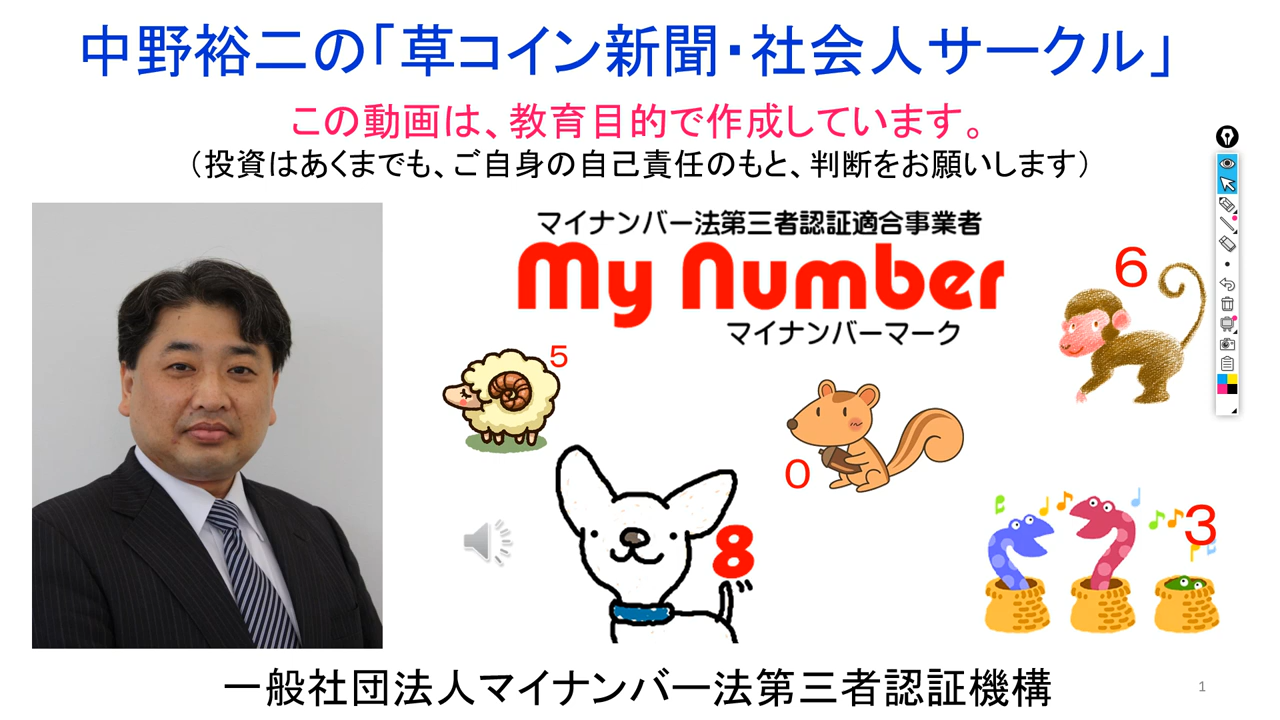 中野裕二の「草コイン新聞・社会人サークル」
この動画は、教育目的で作成しています。
（投資はあくまでも、ご自身の自己責任のもと、判断をお願いします）
マイナンバー法第三者認証適合事業者
My Number
マイナンバーマーク
6
5
0
3
8
一般社団法人マイナンバー法第三者認証機構
1